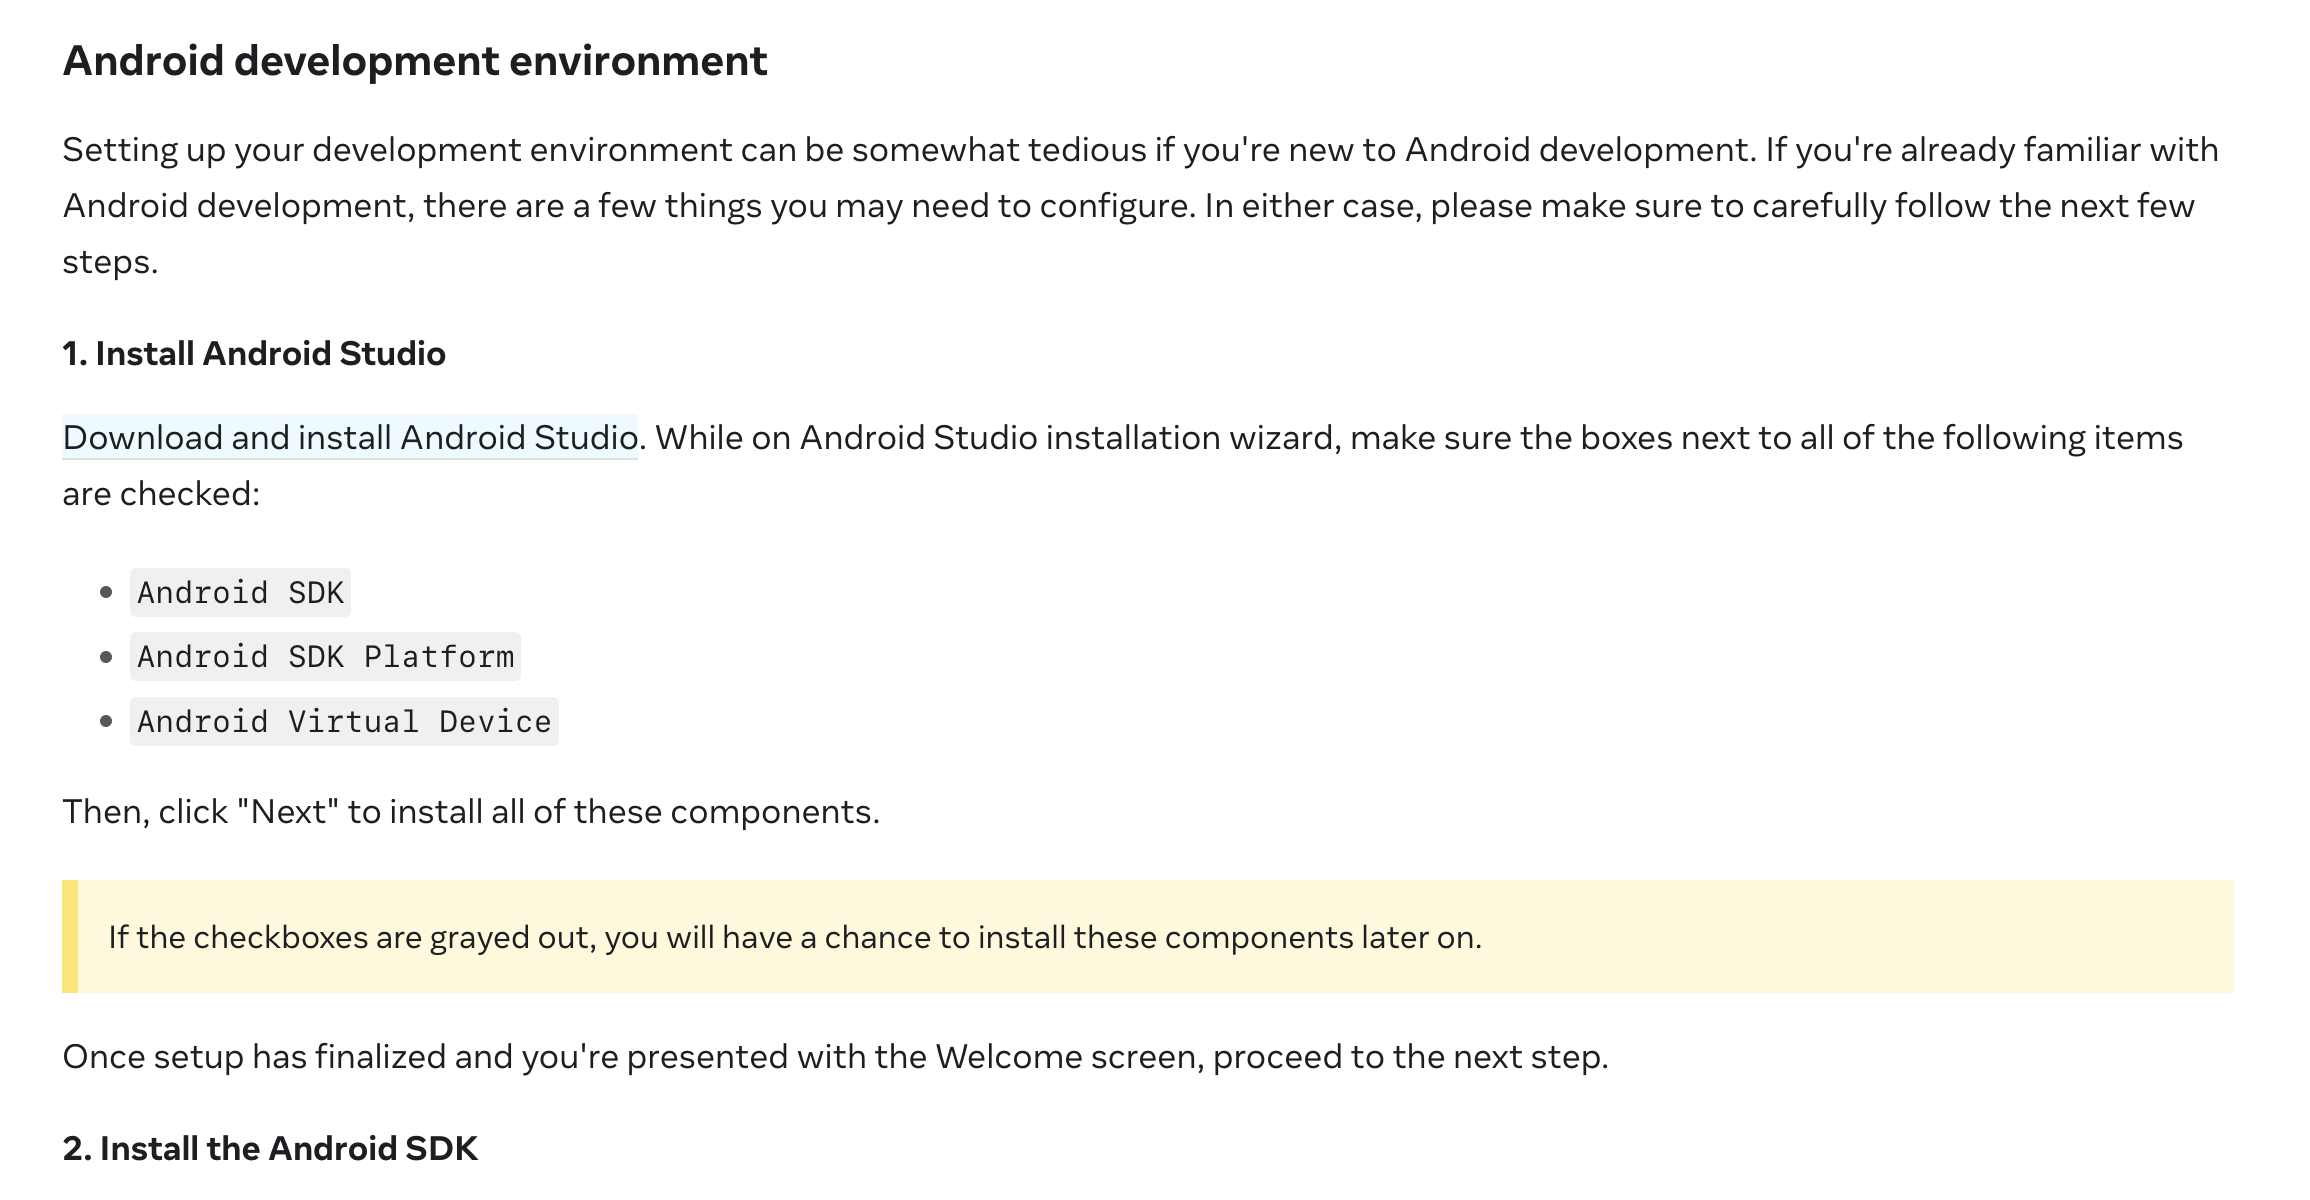 Android development environment
Setting up your development environment can be somewhat tedious if you're new to Android development. If you're already familiar with
Android development, there are a few things you may need to configure. In either case, please make sure to carefully follow the next few
steps.
1. Install Android Studio
Download and install Android Studio. While on Android Studio installation wizard, make sure the boxes next to all of the following items
are checked:
• Android SDK
• Android SDK Platform
• Android Virtual Device
Then, click "Next" to install all of these components.
If the checkboxes are grayed out, you will have a chance to install these components later on.
Once setup has finalized and you're presented with the Welcome screen, proceed to the next step.
2. Install the Android SDK